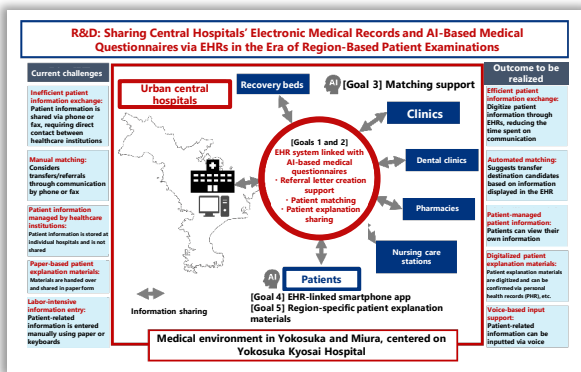 R&D: Sharing Central Hospitals' Electronic Medical Records and AI-Based Medical
Questionnaires via EHRs in the Era of Region-Based Patient Examinations
Current challenges
Inefficient patient
information exchange:
Patient information is
shared via phone or
fax, requiring direct
contact between
healthcare institutions
Manual matching:
Considers
transfers/referrals
through communication
by phone or fax
Patient information
managed by healthcare
institutions:
Patient information is stored at
individual hospitals and is not
shared
Paper-based patient
explanation materials:
Materials are handed over
and shared in paper form
Labor-intensive
information entry:
Patient-related
information is entered
manually using paper or
keyboards
Urban central
hospitals
Recovery beds
AI
[Goal 3] Matching support
Clinics
Dental clinics
Pharmacies
Nursing care
stations
[Goals 1 and 2]
EHR system linked with
AI-based medical
questionnaires
・Referral letter creation
support
・Patient matching
・Patient explanation
sharing
AI
Patients
[Goal 4] EHR-linked smartphone app
[Goal 5] Region-specific patient explanation
materials
Information sharing
Medical environment in Yokosuka and Miura, centered on
Yokosuka Kyosai Hospital
Outcome to be
realized
Efficient patient
information exchange:
Digitize patient
information through
EHRs, reducing the
time spent on
communication
Automated matching:
Suggests transfer
destination candidates
based on information
displayed in the EHR
Patient-managed
patient information:
Patients can view their
own information
Digitalized patient
explanation materials:
Patient explanation materials
are digitized and can be
confirmed via personal
health records (PHR), etc.
Voice-based input
support:
Patient-related
information can be
inputted via voice